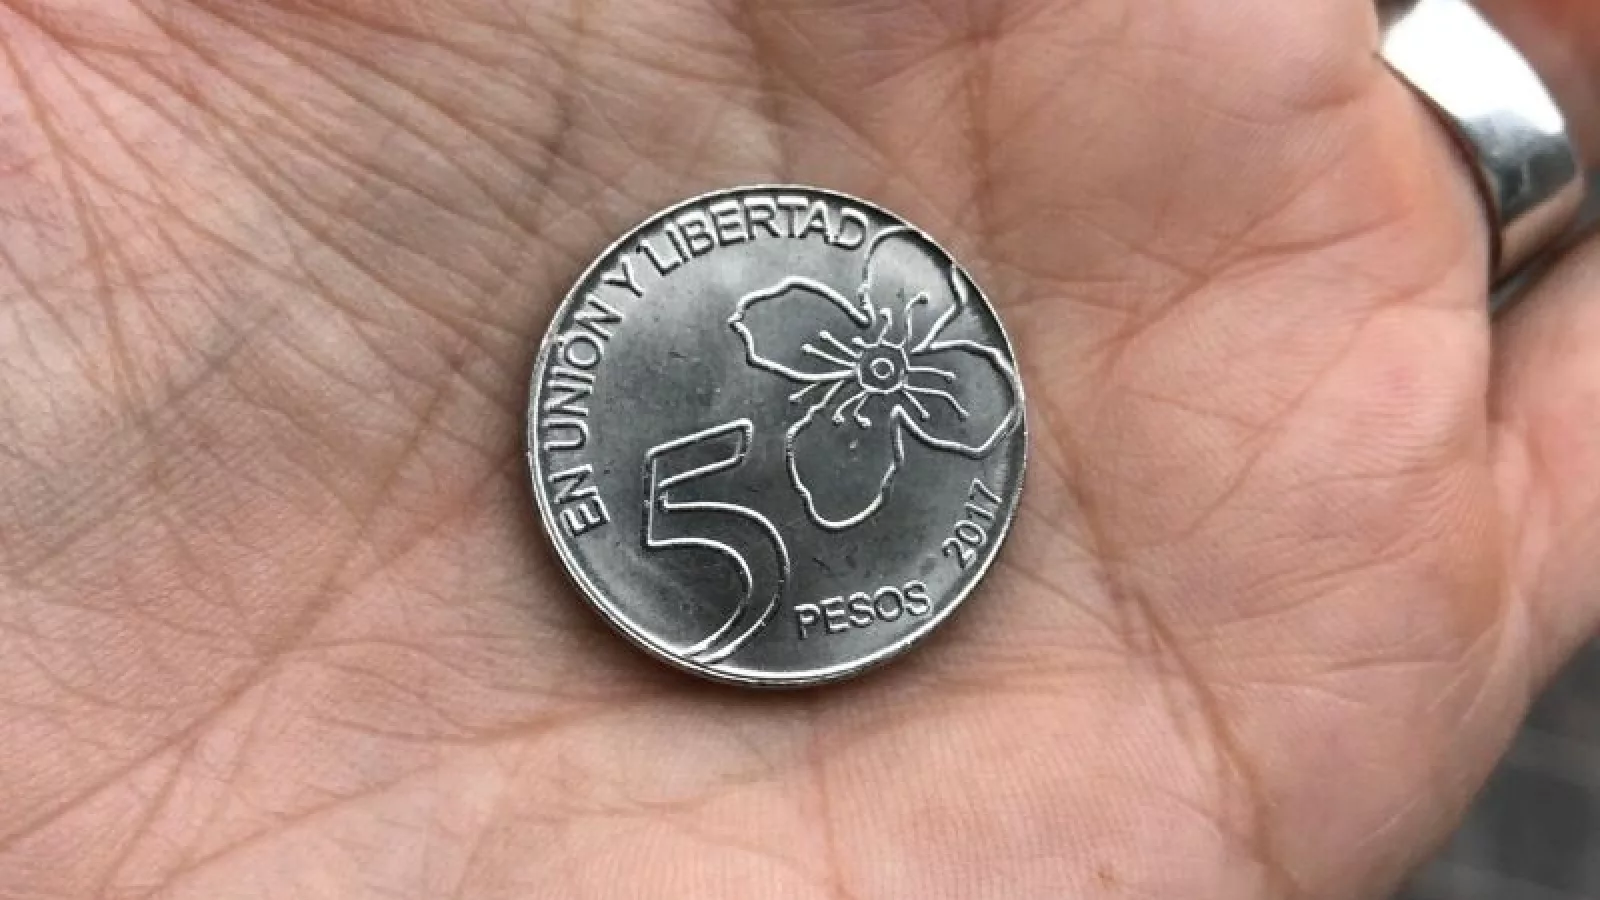 EN UNIÓN Y LIBERTAD
5
PESOS
2017